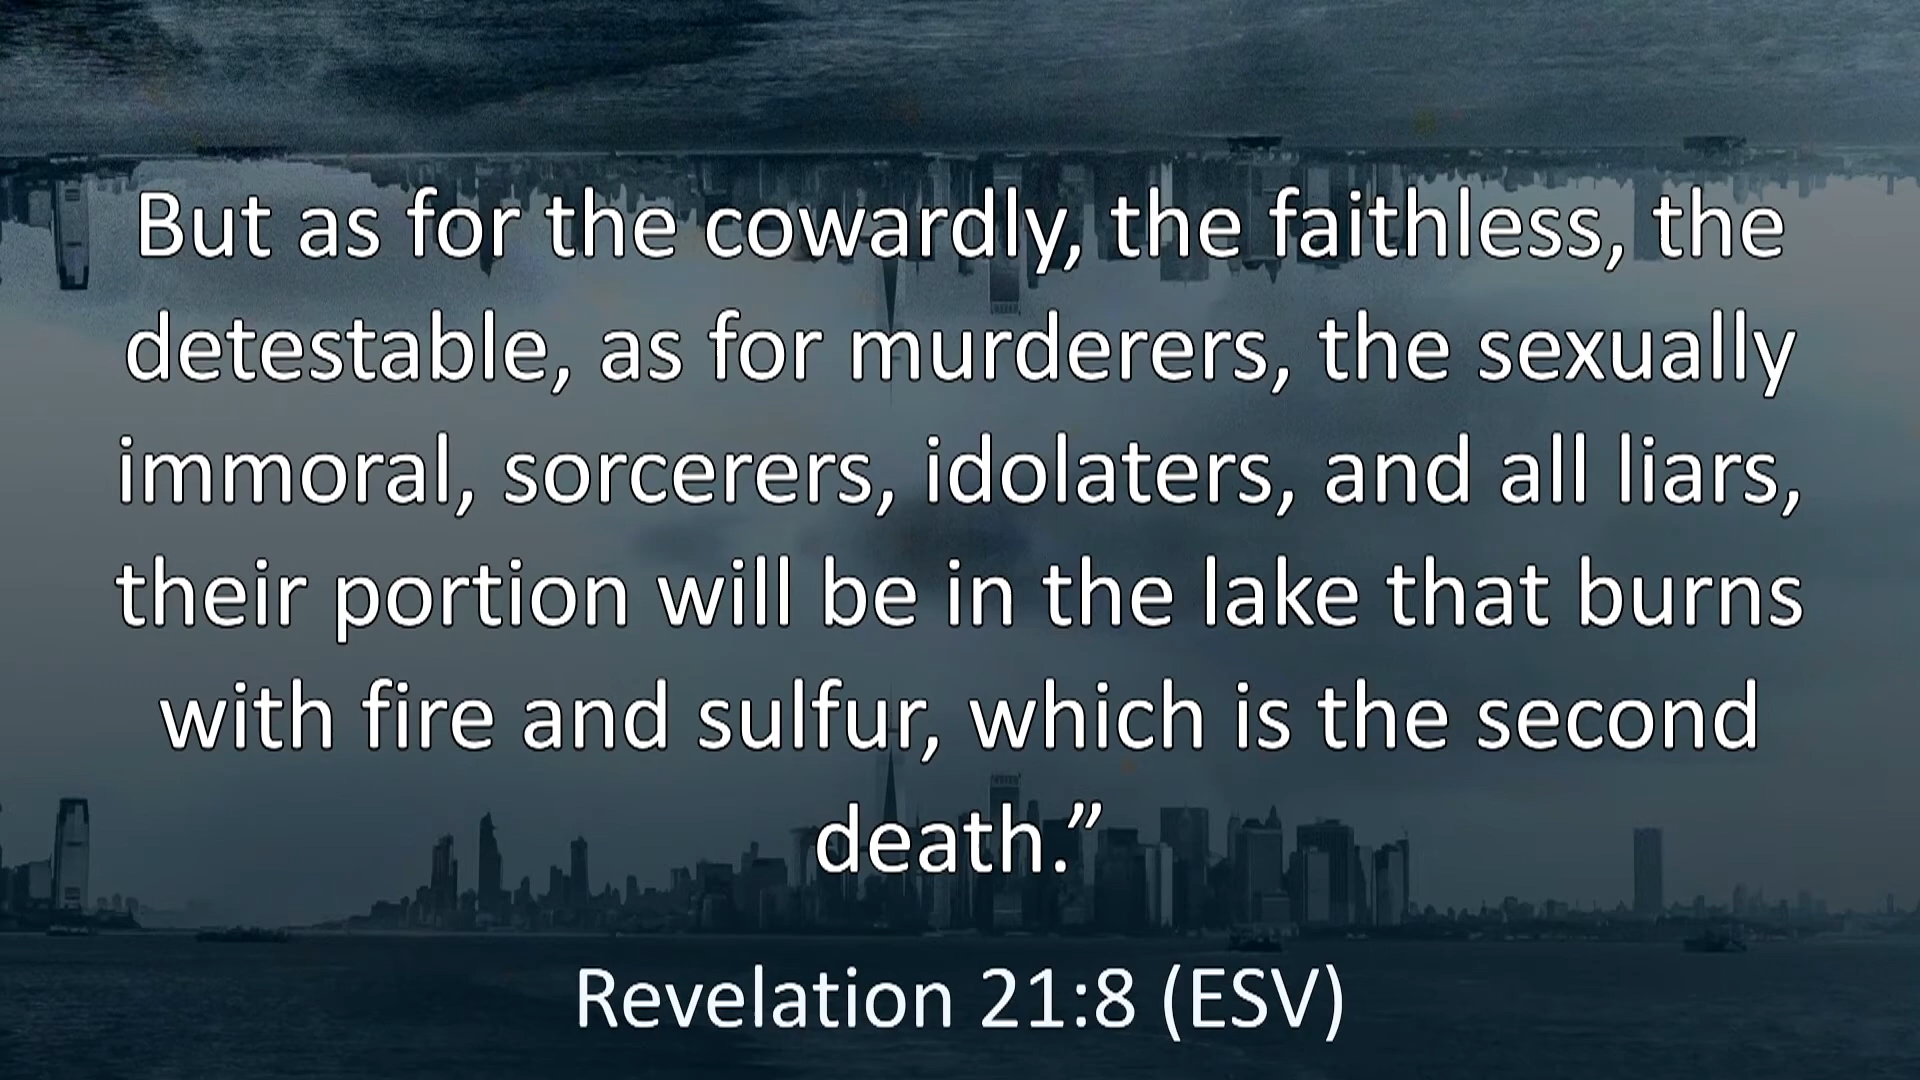 But as for the cowardly, the faithless, the
detestable, as for murderers, the sexually
immoral, sorcerers, idolaters, and all liars,
their portion will be in the lake that burns
with fire and sulfur, which is the second
death.”
Revelation 21:8 (ESV)